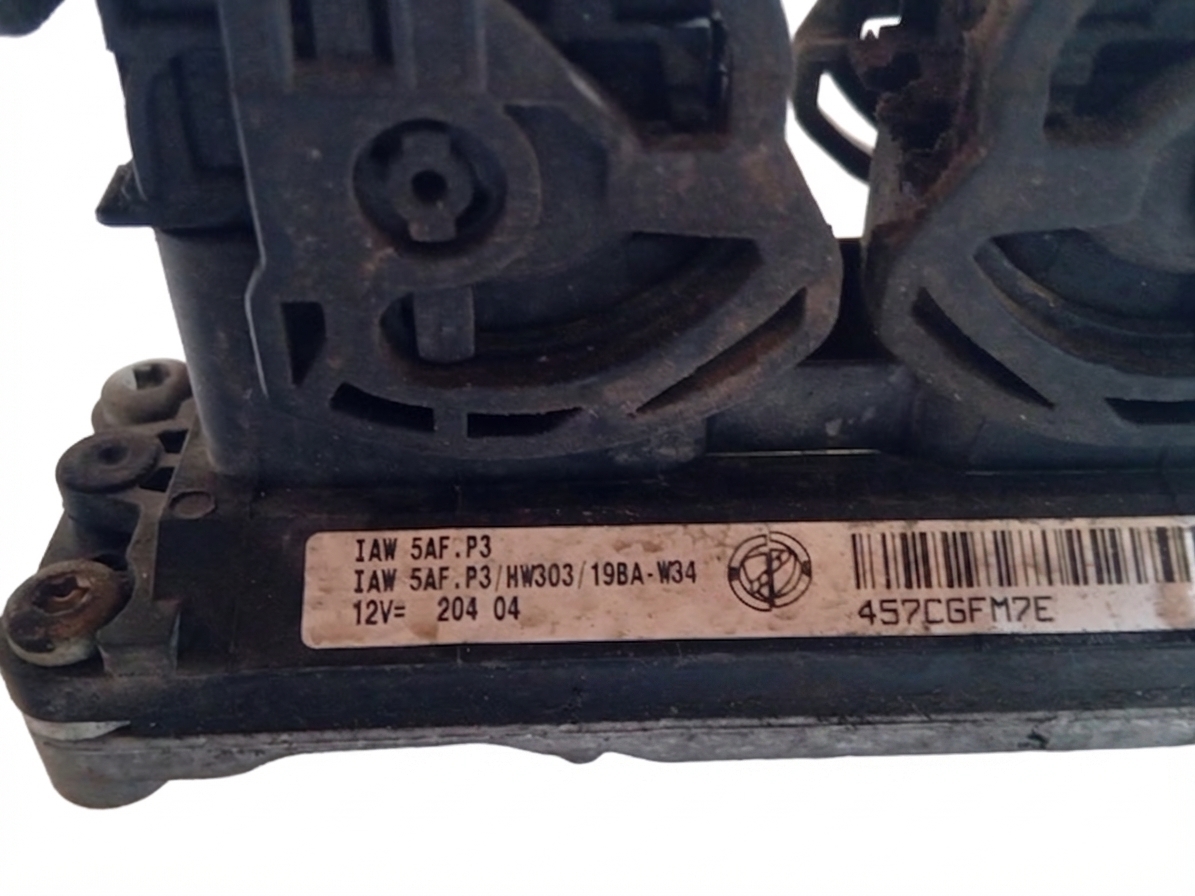 IAW 5AF.P3
IAW 5AF.P3/HW303/19BA-W34
12V= 204 04
457CGFM7E